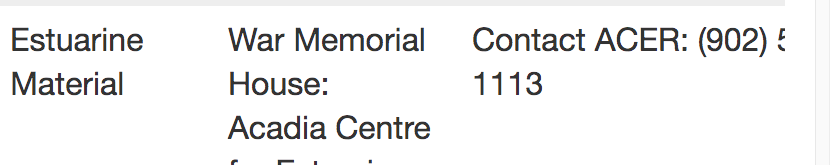 Estuarine
Material
War Memorial
House:
Acadia Centre
Contact ACER: (902)
1113